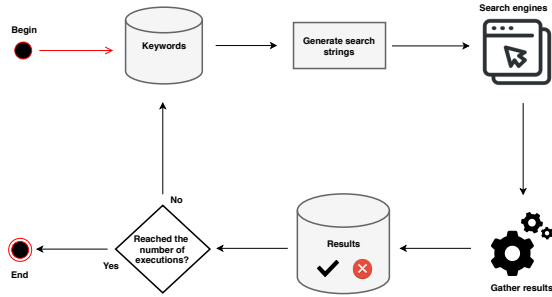 Begin
Keywords
Generate search
strings
Search engines
No
Reached the
number of
executions?
Yes
End
Results
Gather results